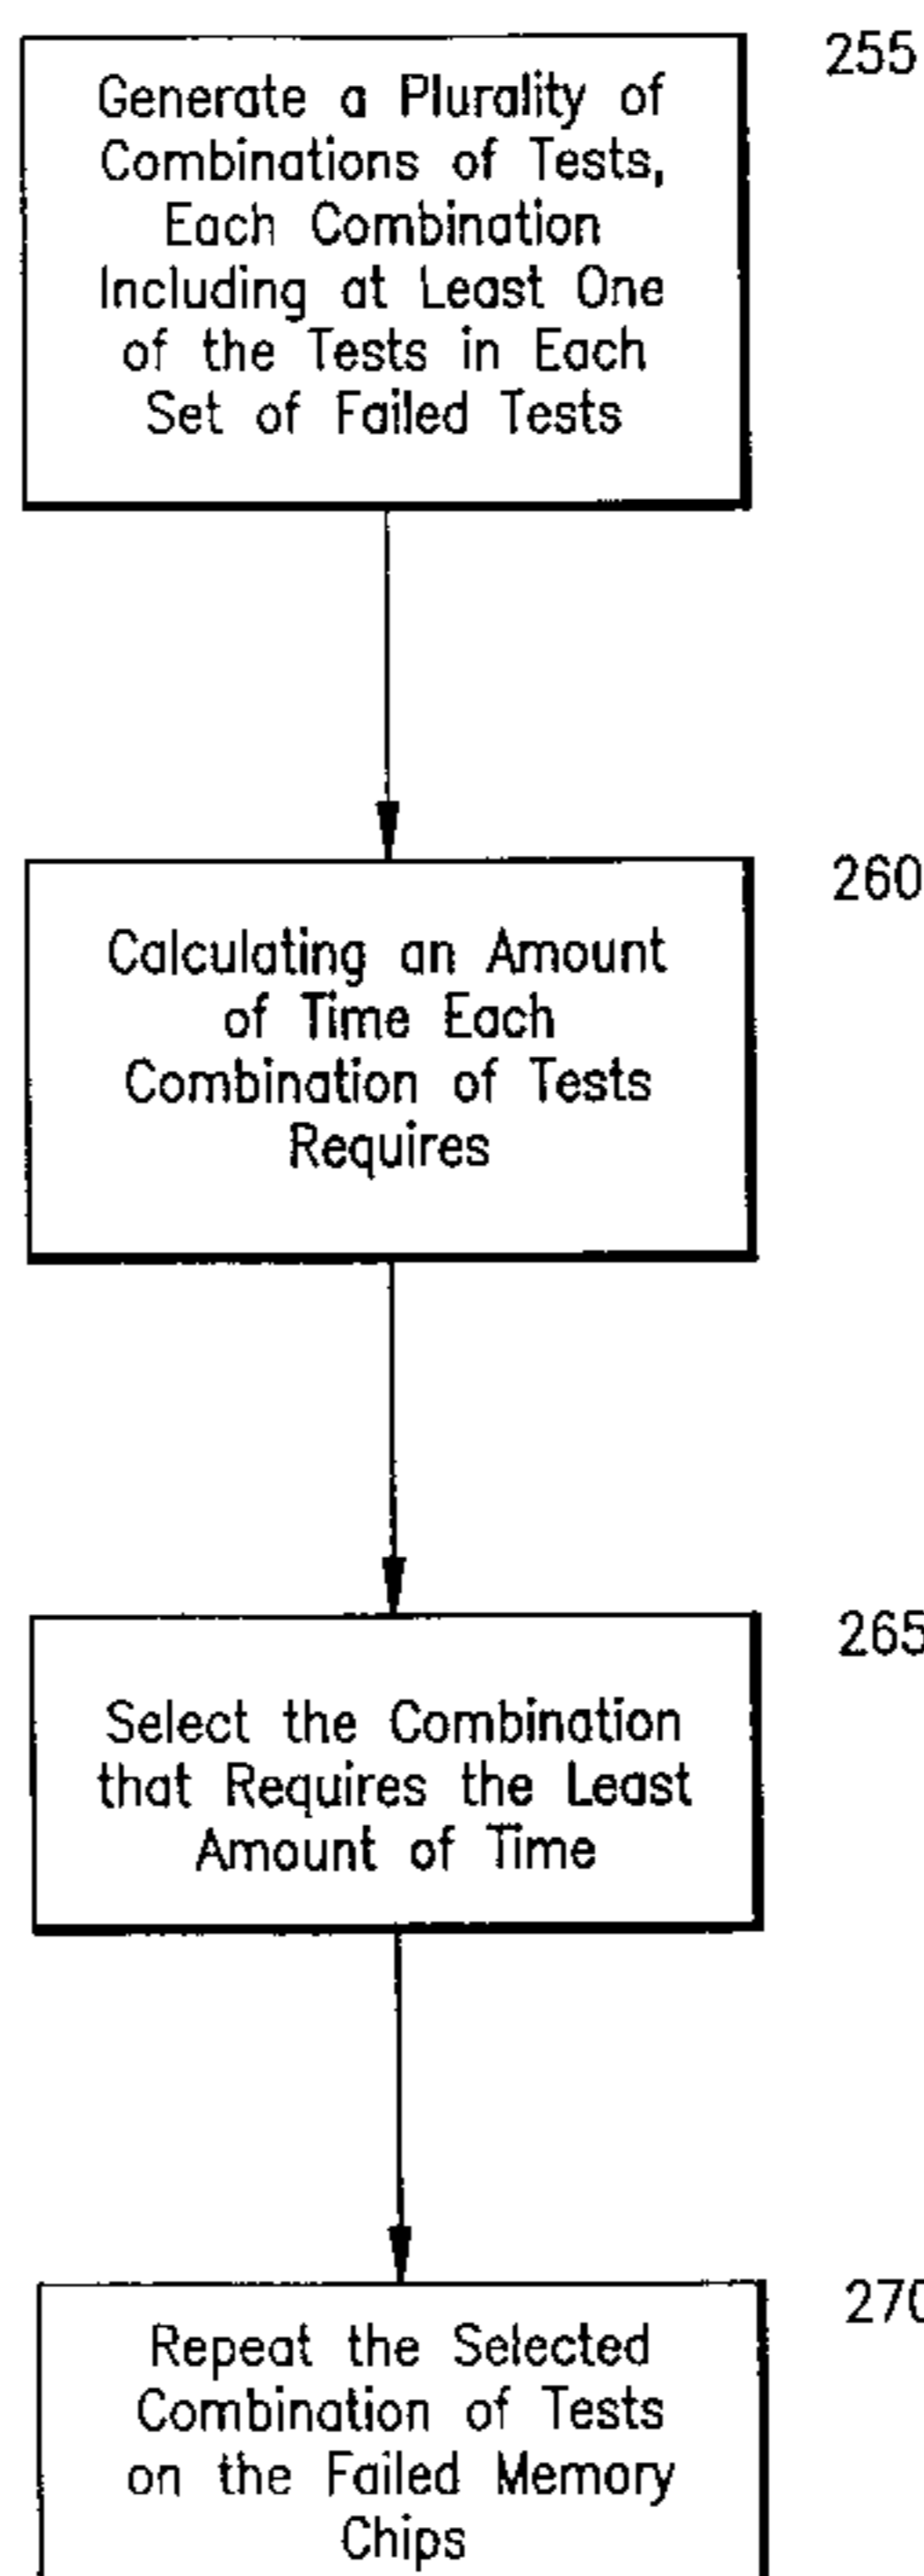 255
Generate a Plurality of
Combinations of Tests,
Each Combination
Including at Least One
of the Tests in Each
Set of Failed Tests
260
Calculating an Amount
of Time Each
Combination of Tests
Requires
265
Select the Combination
that Requires the Least
Amount of Time
270
Repeat the Selected
Combination of Tests
on the Failed Memory
Chips